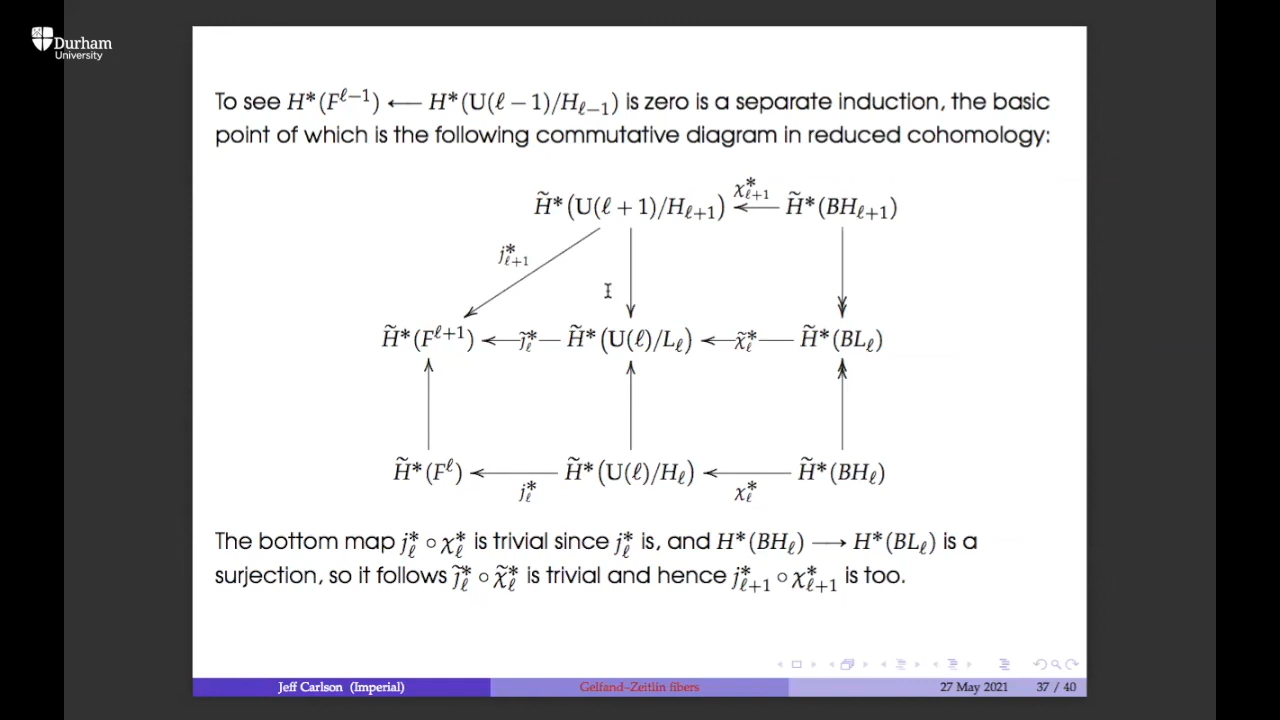 Durham
University
To see H*(F^{ℓ−1}) ⟵ H*(U(ℓ − 1)/H_{ℓ−1}) is zero is a separate induction, the basic
point of which is the following commutative diagram in reduced cohomology:
H̃*(U(ℓ + 1)/H_{ℓ+1}) ⟵ χ*_{ℓ+1} H̃*(BH_{ℓ+1})
j*_{ℓ+1}
H̃*(F^{ℓ+1}) ⟵ j̃*_ℓ H̃*(U(ℓ)/L_ℓ) ⟵ χ̃*_ℓ H̃*(BL_ℓ)
H̃*(F^ℓ) ⟵ j*_ℓ H̃*(U(ℓ)/H_ℓ) ⟵ χ*_ℓ H̃*(BH_ℓ)
The bottom map j*_ℓ ∘ χ*_ℓ is trivial since j*_ℓ is, and H*(BH_ℓ) ⟶ H*(BL_ℓ) is a
surjection, so it follows j̃*_ℓ ∘ χ̃*_ℓ is trivial and hence j*_{ℓ+1} ∘ χ*_{ℓ+1} is too.
Jeff Carlson (Imperial) Gelfand–Zeitlin fibers 27 May 2021 37 / 40